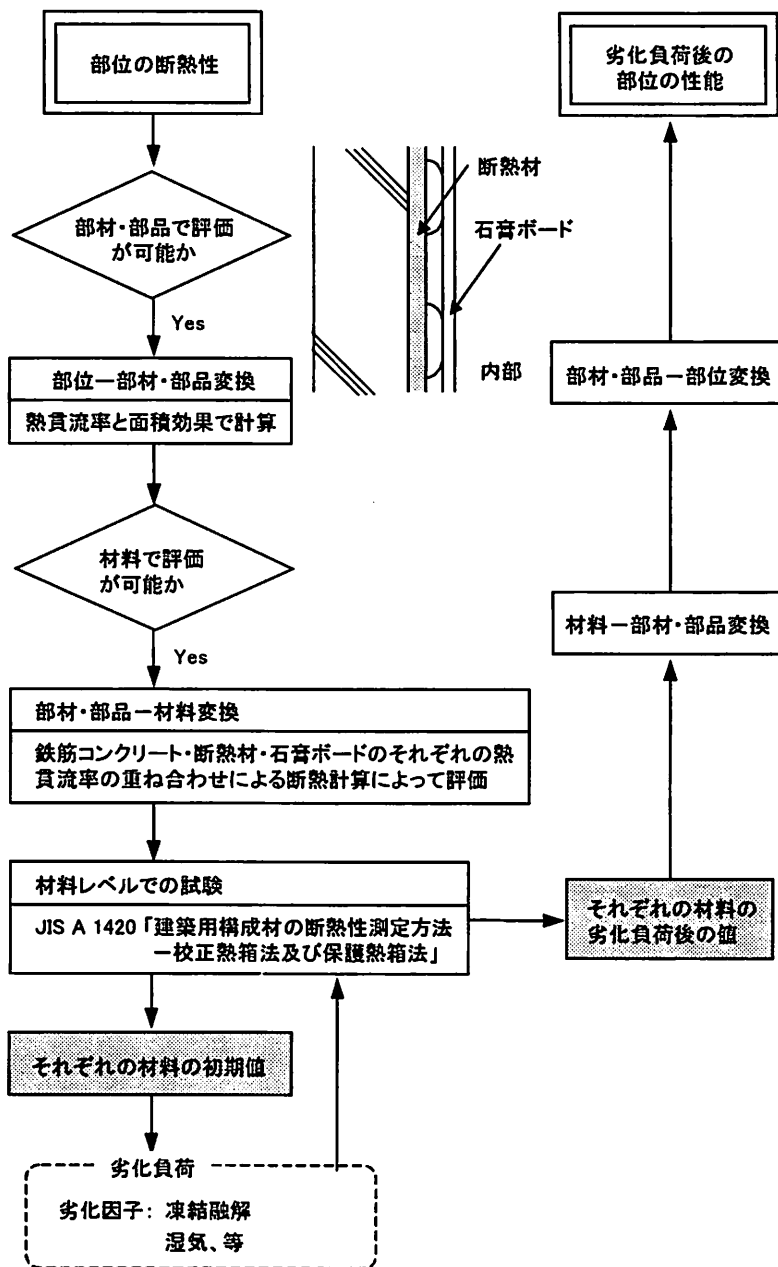 部位の断熱性
部材・部品で評価
が可能か
Yes
部位ー部材・部品変換
熱貫流率と面積効果で計算
材料で評価
が可能か
Yes
部材・部品ー材料変換
鉄筋コンクリート・断熱材・石膏ボードのそれぞれの熱
貫流率の重ね合わせによる断熱計算によって評価
材料レベルでの試験
JIS A 1420「建築用構成材の断熱性測定方法
ー校正熱箱法及び保護熱箱法」
それぞれの材料の初期値
劣化負荷
劣化因子: 凍結融解
湿気、等
断熱材
石膏ボード
内部
劣化負荷後の
部位の性能
部材・部品ー部位変換
材料ー部材・部品変換
それぞれの材料の
劣化負荷後の値